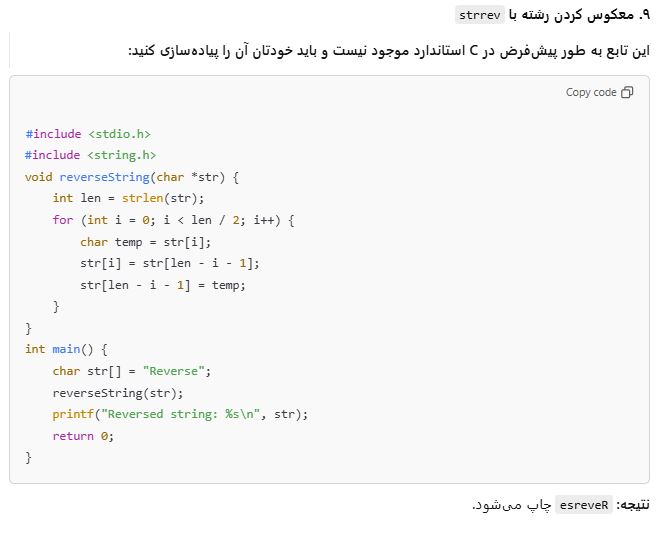 ۹. معکوس کردن رشته با strrev
این تابع به طور پیش‌فرض در C استاندارد موجود نیست و باید خودتان آن را پیاده‌سازی کنید:
Copy code
#include <stdio.h>
#include <string.h>
void reverseString(char *str) {
    int len = strlen(str);
    for (int i = 0; i < len / 2; i++) {
        char temp = str[i];
        str[i] = str[len - i - 1];
        str[len - i - 1] = temp;
    }
}
int main() {
    char str[] = "Reverse";
    reverseString(str);
    printf("Reversed string: %s\n", str);
    return 0;
}
نتیجه: esreveR چاپ می‌شود.